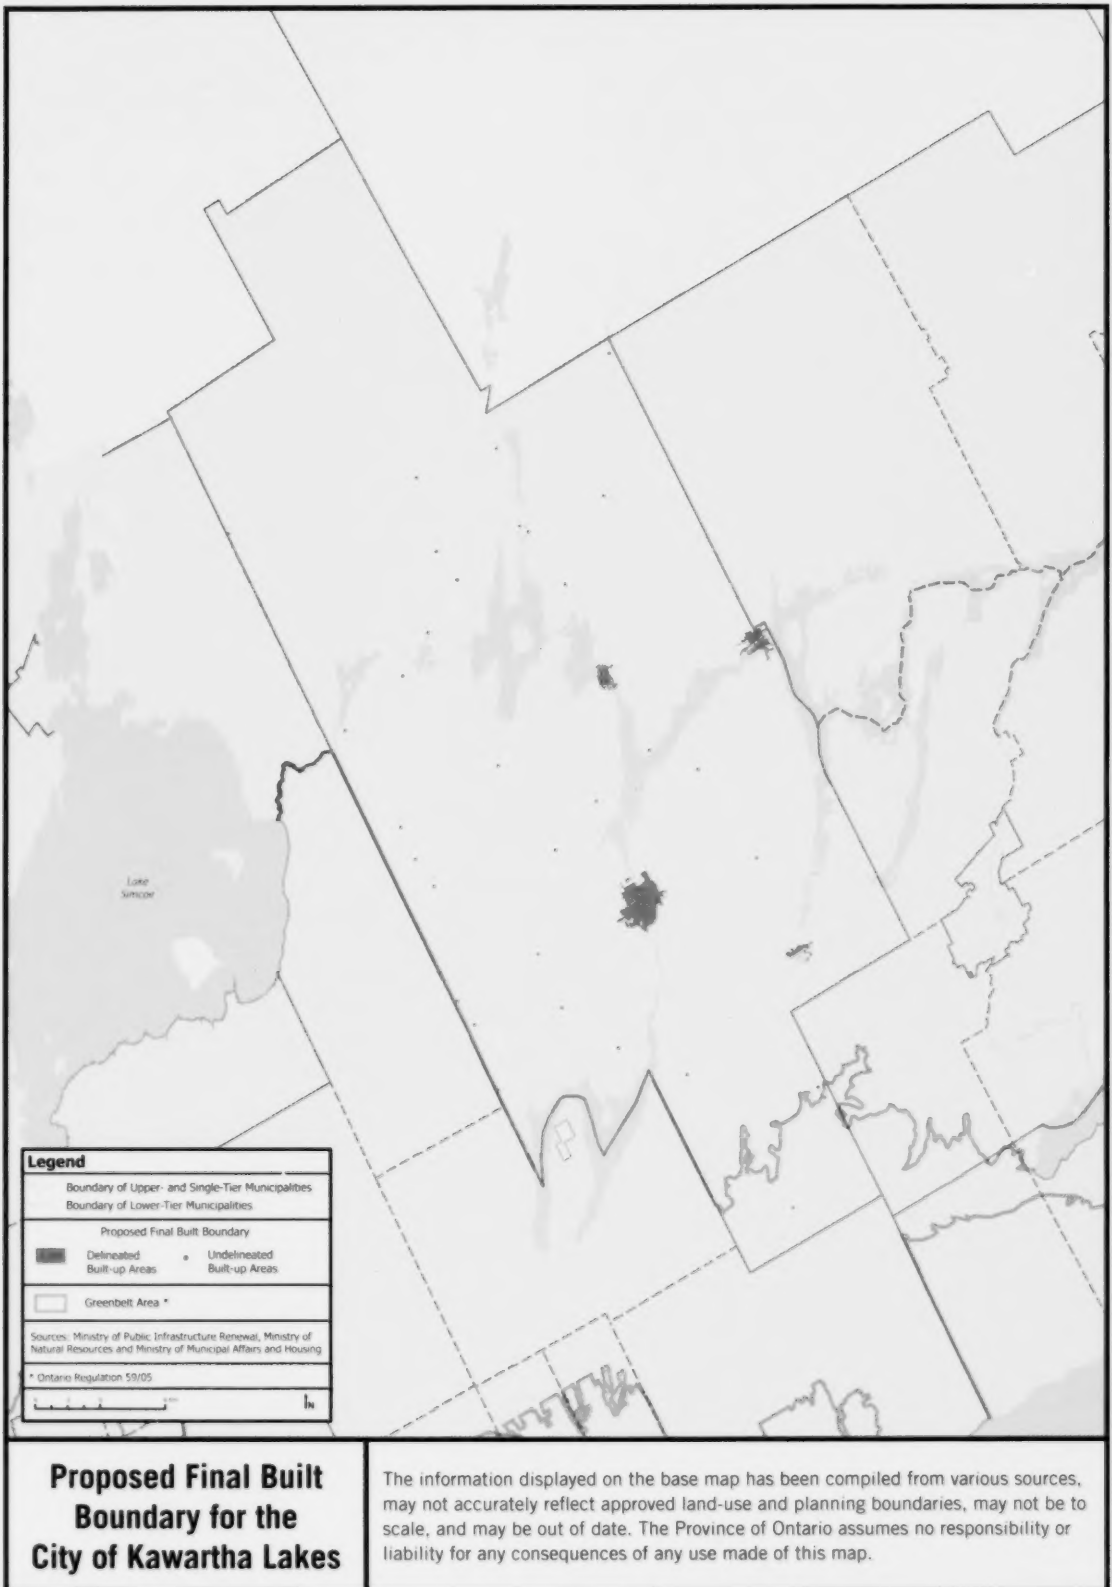 Lake
Simcoe
Legend
Boundary of Upper- and Single-Tier Municipalities
Boundary of Lower-Tier Municipalities
Proposed Final Built Boundary
Delineated
Built-up Areas
Undelineated
Built-up Areas
Greenbelt Area *
Sources: Ministry of Public Infrastructure Renewal, Ministry of
Natural Resources and Ministry of Municipal Affairs and Housing
* Ontario Regulation 59/05
N
Proposed Final Built
Boundary for the
City of Kawartha Lakes
The information displayed on the base map has been compiled from various sources,
may not accurately reflect approved land-use and planning boundaries, may not be to
scale, and may be out of date. The Province of Ontario assumes no responsibility or
liability for any consequences of any use made of this map.